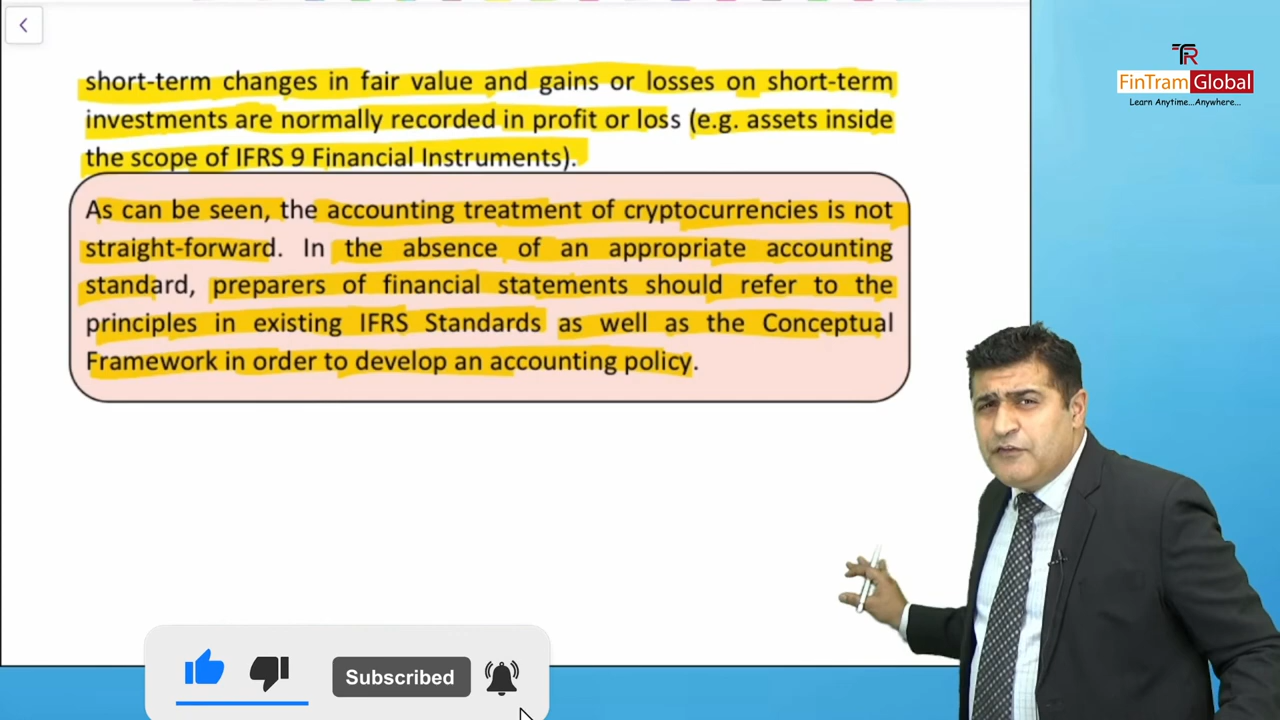 short-term changes in fair value and gains or losses on short-term
investments are normally recorded in profit or loss (e.g. assets inside
the scope of IFRS 9 Financial Instruments).
As can be seen, the accounting treatment of cryptocurrencies is not
straight-forward. In the absence of an appropriate accounting
standard, preparers of financial statements should refer to the
principles in existing IFRS Standards as well as the Conceptual
Framework in order to develop an accounting policy.
FinTram Global
Learn Anytime...Anywhere...
Subscribed